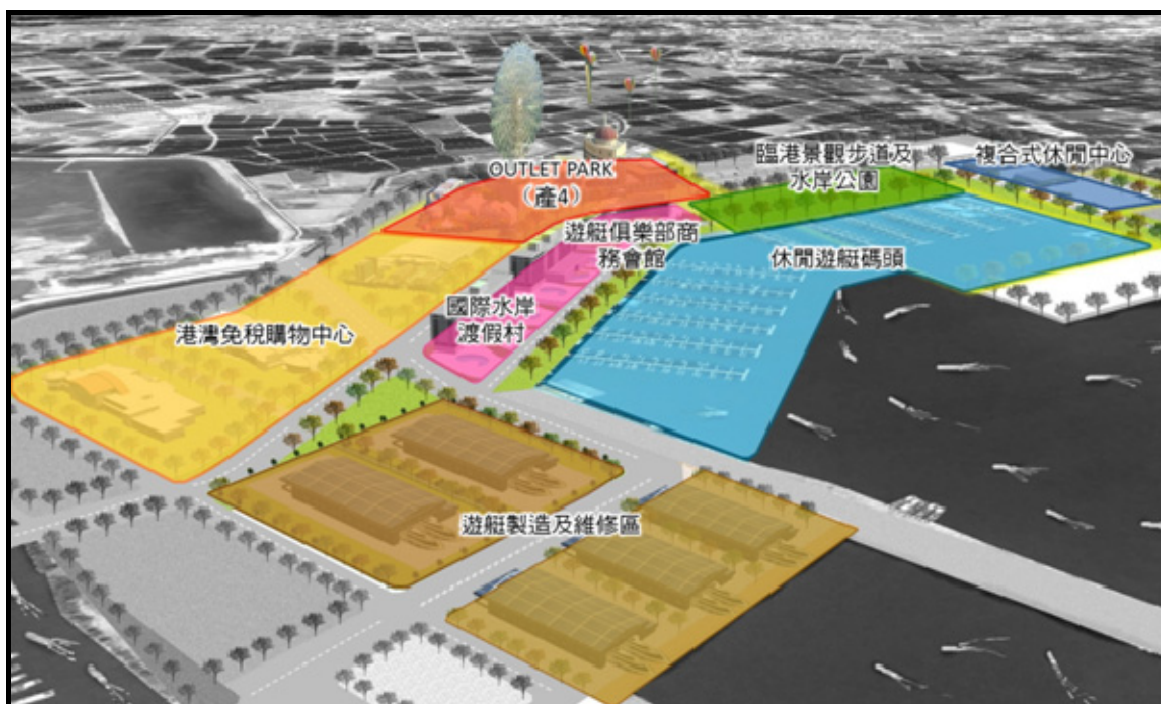 OUTLET PARK
（產4）
臨港景觀步道及
水岸公園
複合式休閒中心
遊艇俱樂部商
務會館
休閒遊艇碼頭
國際水岸
渡假村
港灣免稅購物中心
遊艇製造及維修區